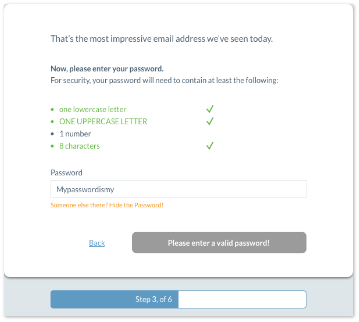 That's the most impressive email address we've seen today.
Now, please enter your password.
For security, your password will need to contain at least the following:
one lowercase letter
ONE UPPERCASE LETTER
1 number
8 characters
Password
Mypasswordismy
Someone else there? Hide the Password!
Back
Please enter a valid password!
Step 3, of 6